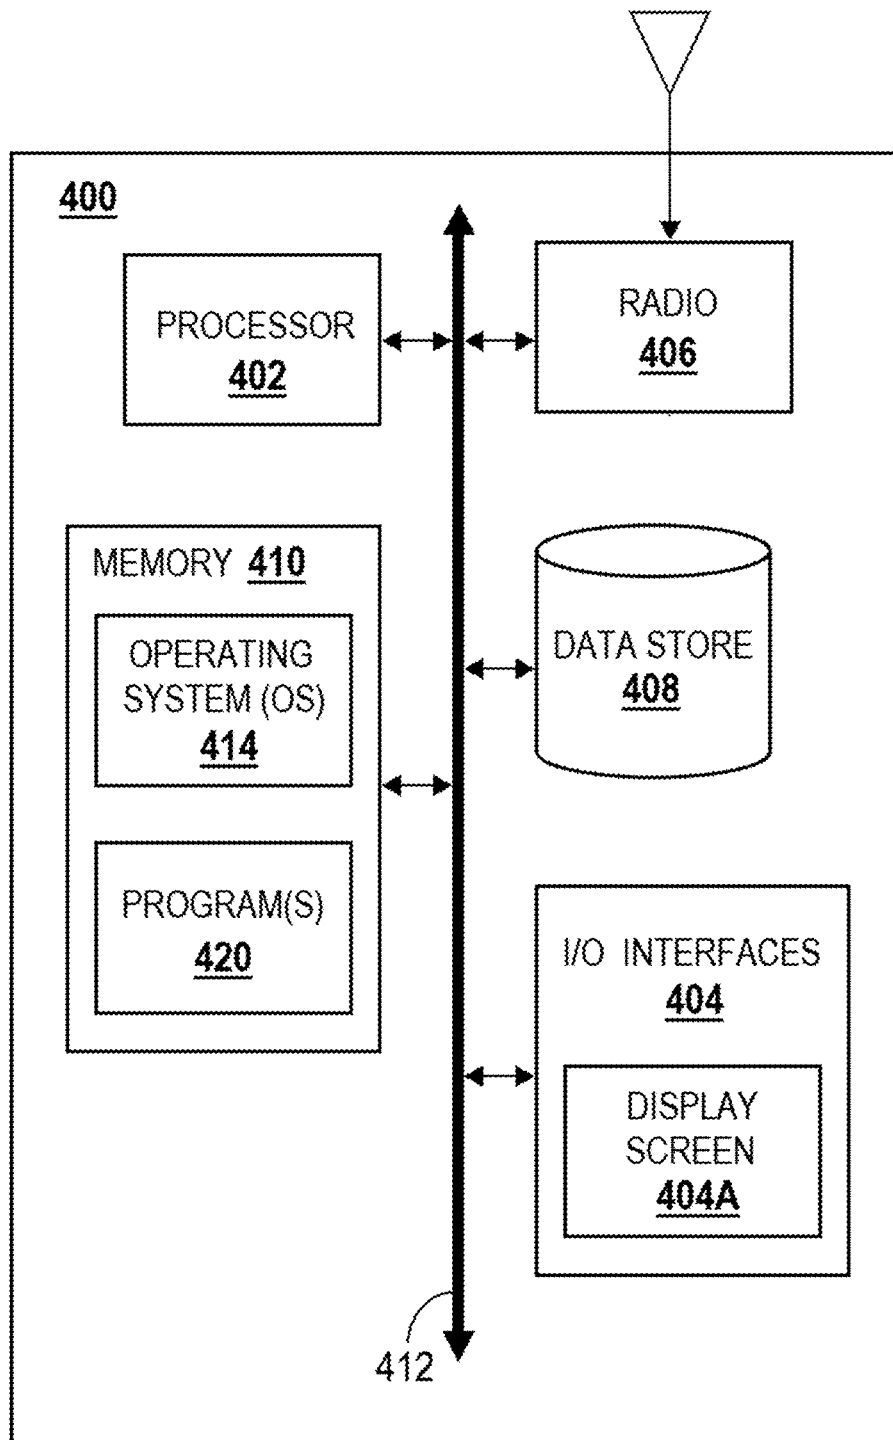 400
PROCESSOR
402
RADIO
406
MEMORY 410
OPERATING
SYSTEM (OS)
414
PROGRAM(S)
420
DATA STORE
408
I/O INTERFACES
404
DISPLAY
SCREEN
404A
412